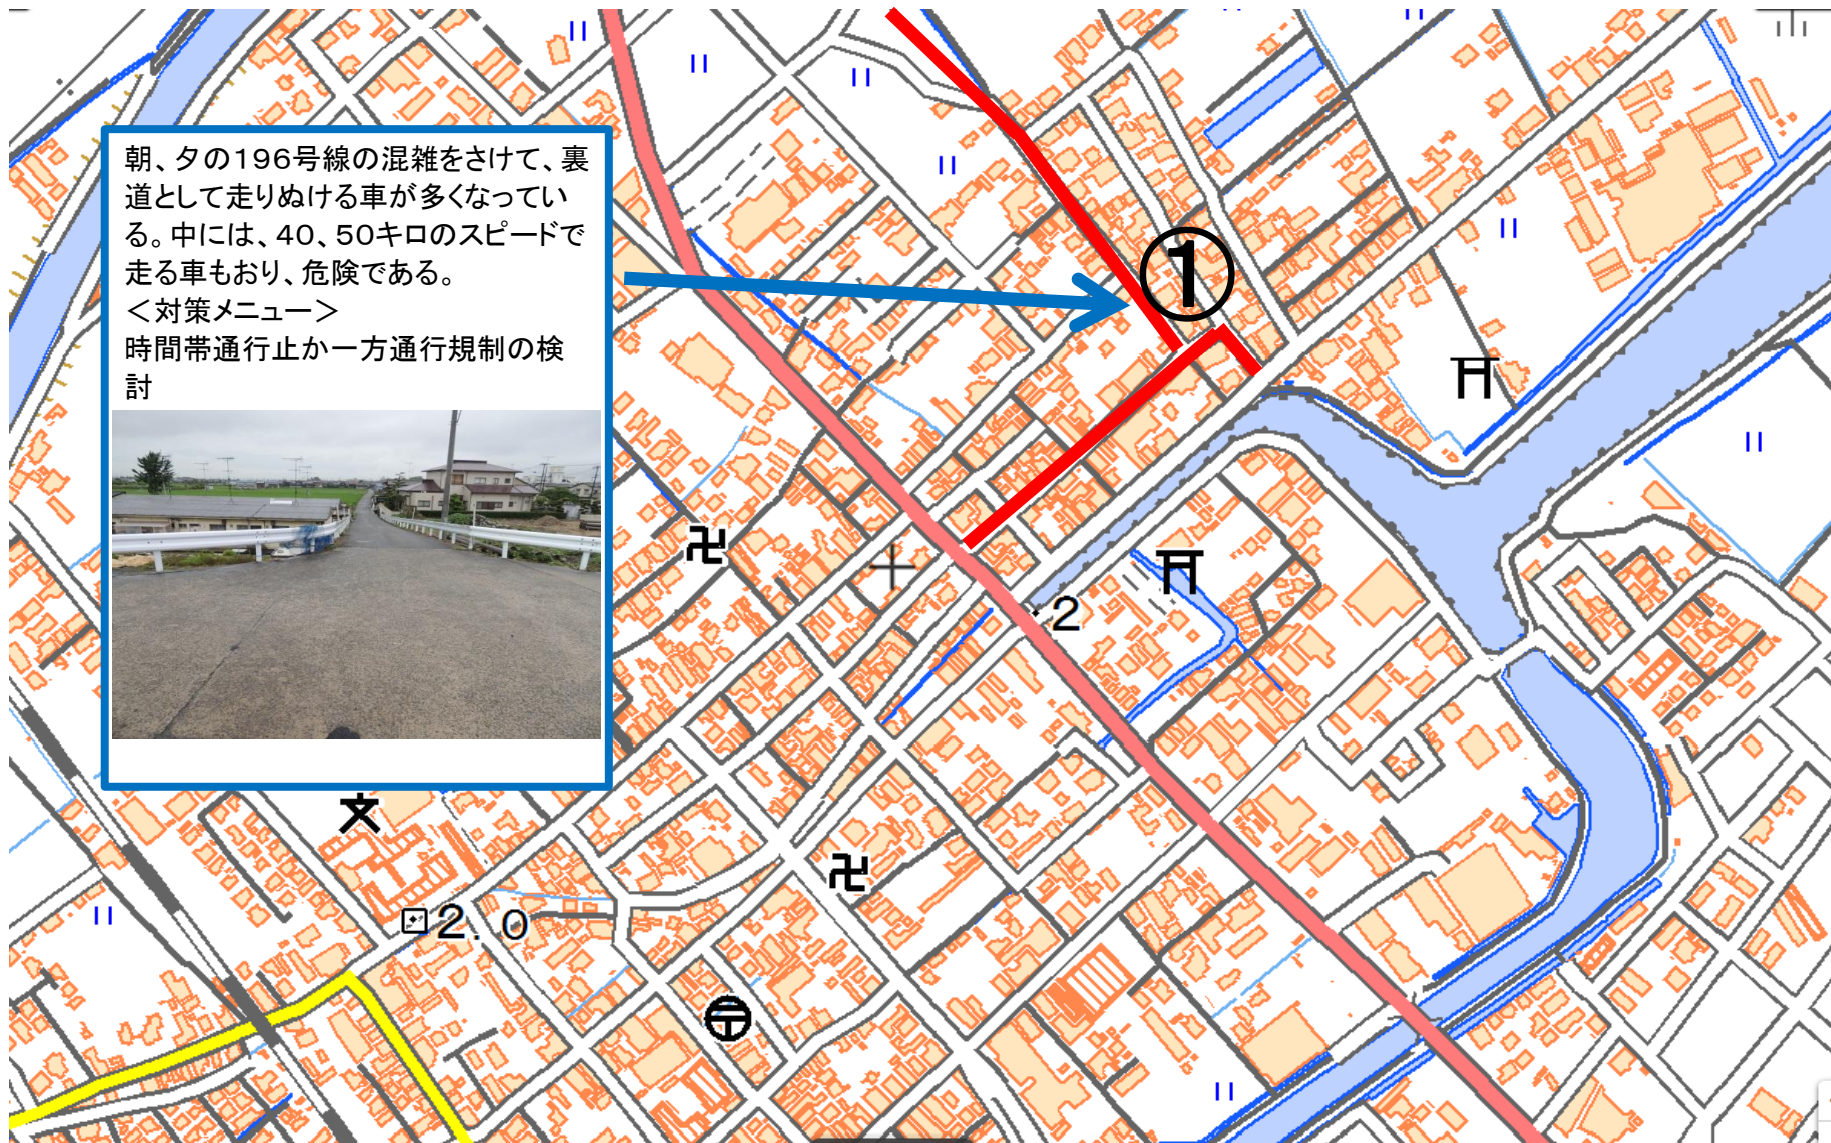 朝、夕の196号線の混雑をさけて、裏
道として走りぬける車が多くなってい
る。中には、40、50キロのスピードで
走る車もおり、危険である。
＜対策メニュー＞
時間帯通行止か一方通行規制の検
討
①
2
2.0